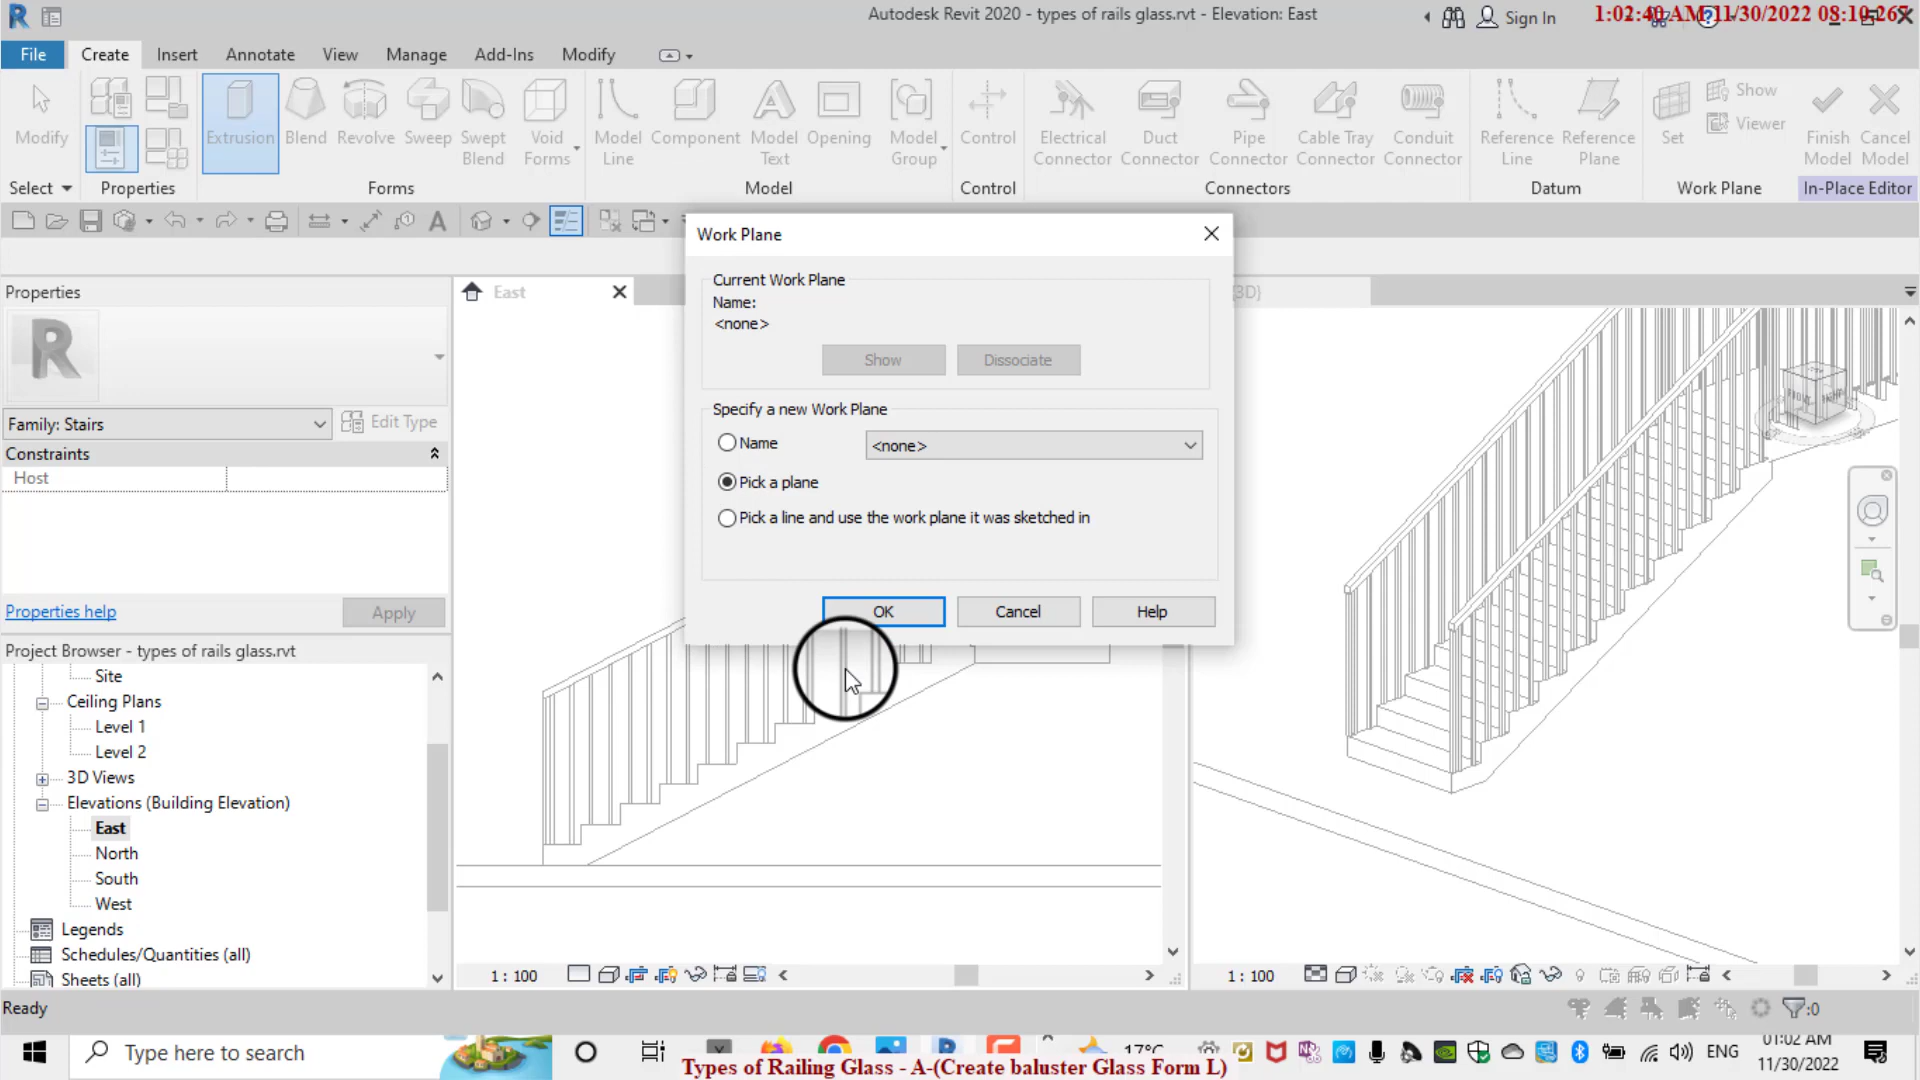 Autodesk Revit 2020 - types of rails glass.rvt - Elevation: East
Sign In
1:02:40 AM 11/30/2022 08:10:267
File Create Insert Annotate View Manage Add-Ins Modify
Modify Extrusion Blend Revolve Sweep Swept Blend Void Forms Model Line Component Model Text Opening Model Group Control Electrical Connector Duct Connector Pipe Connector Cable Tray Connector Conduit Connector Reference Line Reference Plane Set Show Viewer Finish Model Cancel Model
Select Properties Forms Model Control Connectors Datum Work Plane In-Place Editor
Work Plane
Current Work Plane
Name:
<none>
Show Dissociate
Specify a new Work Plane
Name <none>
Pick a plane
Pick a line and use the work plane it was sketched in
OK Cancel Help
Properties
East
{3D}
Family: Stairs
Edit Type
Constraints
Host
Properties help
Apply
Project Browser - types of rails glass.rvt
Site
Ceiling Plans
Level 1
Level 2
3D Views
Elevations (Building Elevation)
East
North
South
West
Legends
Schedules/Quantities (all)
Sheets (all)
1 : 100
1 : 100
Ready
:0
Type here to search
17°C
ENG
01:02 AM
11/30/2022
Types of Railing Glass - A-(Create baluster Glass Form L)